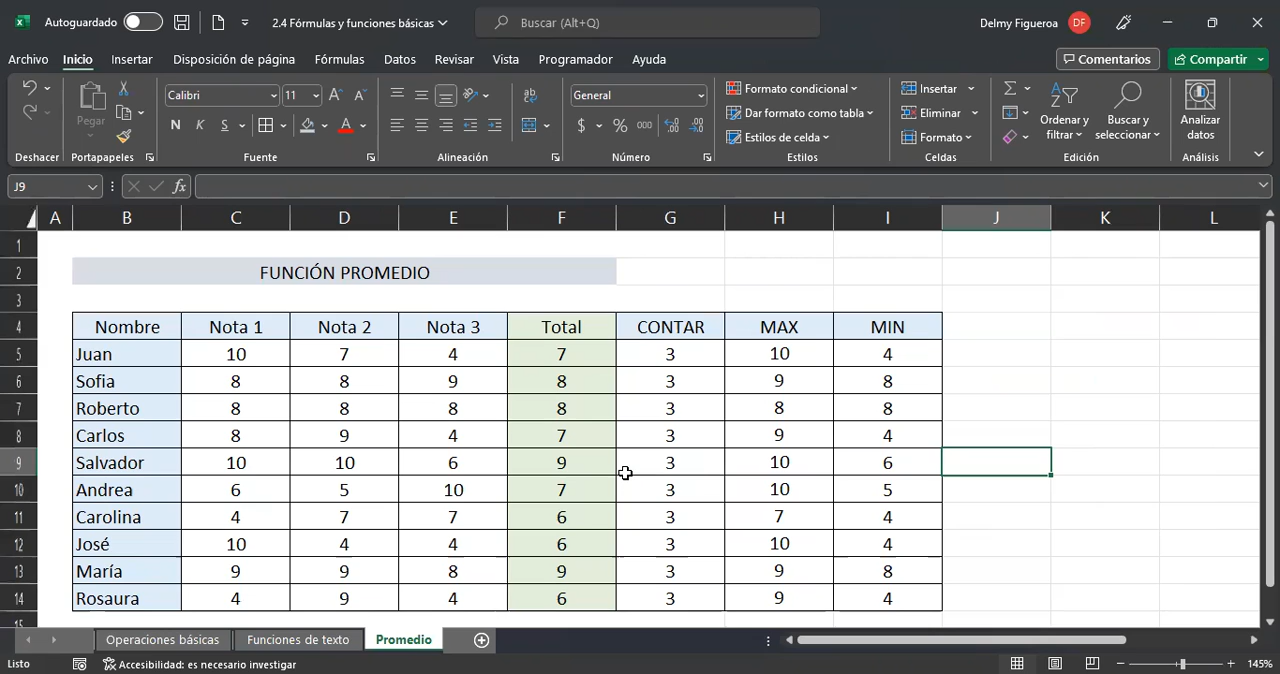 Autoguardado 2.4 Fórmulas y funciones básicas Buscar (Alt+Q) Delmy Figueroa DF
Archivo Inicio Insertar Disposición de página Fórmulas Datos Revisar Vista Programador Ayuda Comentarios Compartir
Pegar Calibri 11 General Formato condicional Insertar
Dar formato como tabla Eliminar Ordenar y filtrar Buscar y seleccionar Analizar datos
N K S $ % 000 Estilos de celda Formato
Deshacer Portapapeles Fuente Alineación Número Estilos Celdas Edición Análisis
J9 fx
A B C D E F G H I J K L
1
2 FUNCIÓN PROMEDIO
3
4 Nombre Nota 1 Nota 2 Nota 3 Total CONTAR MAX MIN
5 Juan 10 7 4 7 3 10 4
6 Sofia 8 8 9 8 3 9 8
7 Roberto 8 8 8 8 3 8 8
8 Carlos 8 9 4 7 3 9 4
9 Salvador 10 10 6 9 3 10 6
10 Andrea 6 5 10 7 3 10 5
11 Carolina 4 7 7 6 3 7 4
12 José 10 4 4 6 3 10 4
13 María 9 9 8 9 3 9 8
14 Rosaura 4 9 4 6 3 9 4
15
Operaciones básicas Funciones de texto Promedio
Listo Accesibilidad: es necesario investigar 145%